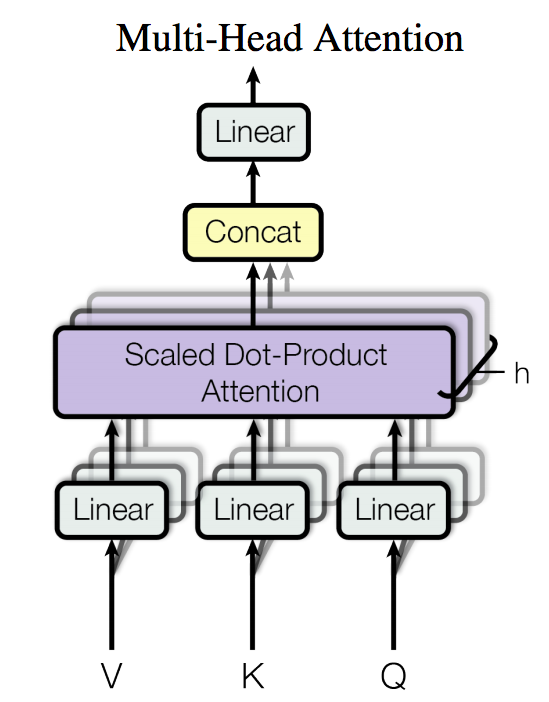 Multi-Head Attention
Linear
Concat
Scaled Dot-Product
Attention
h
Linear Linear Linear
V K Q